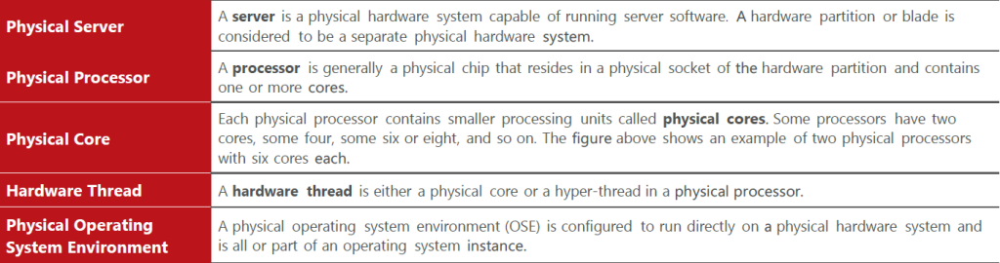 Physical Server
A server is a physical hardware system capable of running server software. A hardware partition or blade is
considered to be a separate physical hardware system.
Physical Processor
A processor is generally a physical chip that resides in a physical socket of the hardware partition and contains
one or more cores.
Physical Core
Each physical processor contains smaller processing units called physical cores. Some processors have two
cores, some four, some six or eight, and so on. The figure above shows an example of two physical processors
with six cores each.
Hardware Thread
A hardware thread is either a physical core or a hyper-thread in a physical processor.
Physical Operating
System Environment
A physical operating system environment (OSE) is configured to run directly on a physical hardware system and
is all or part of an operating system instance.